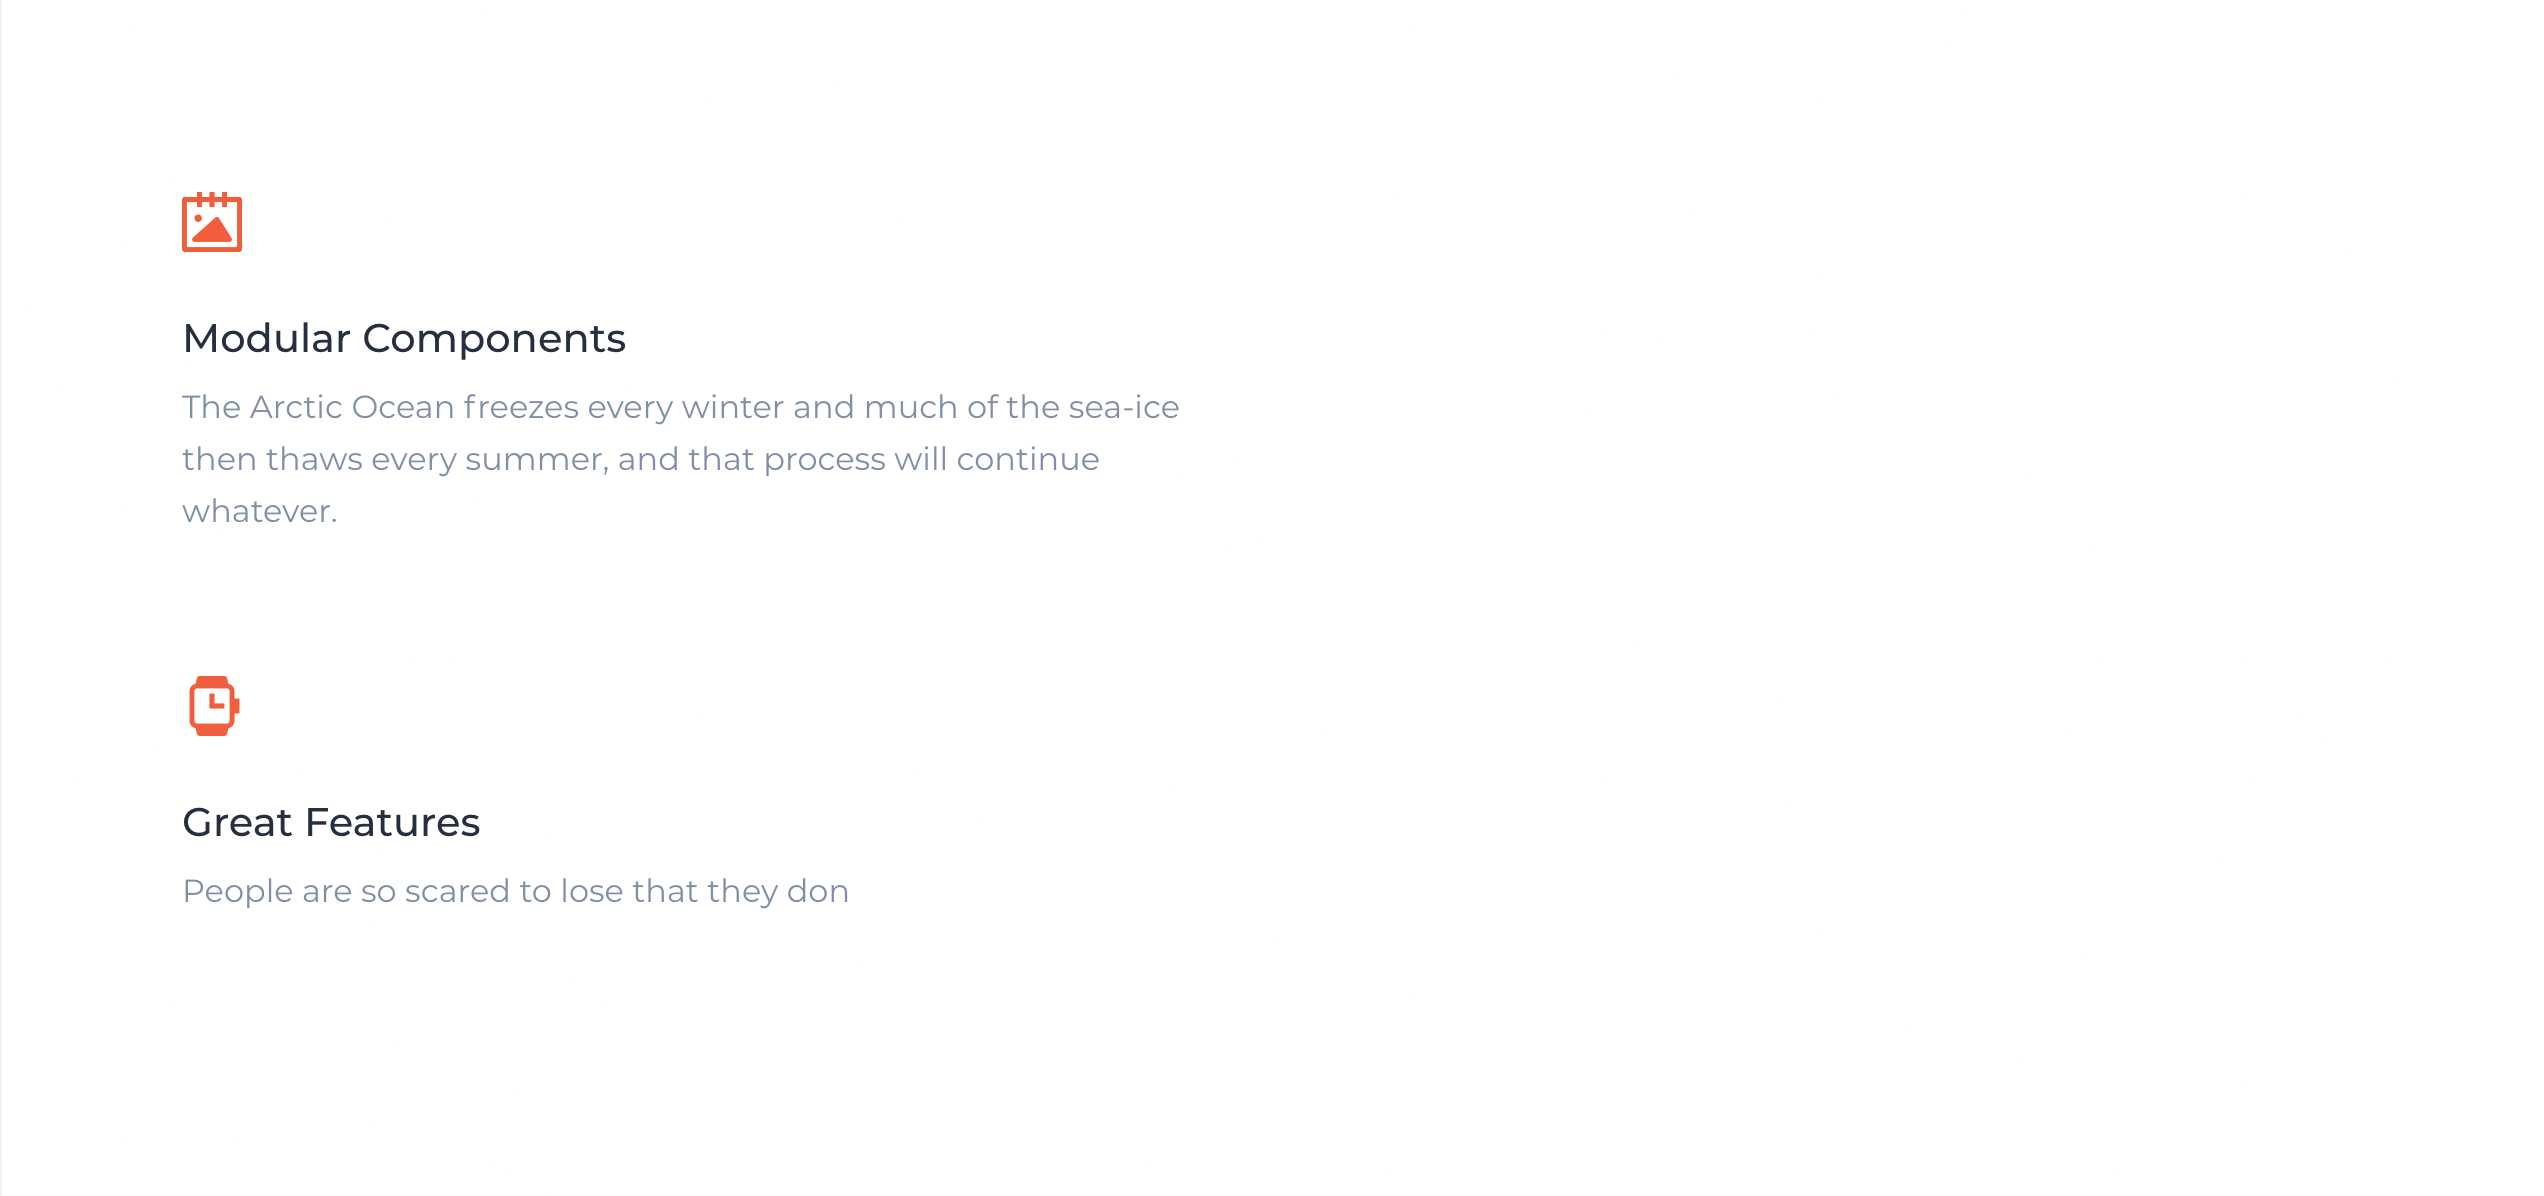 Modular Components
The Arctic Ocean freezes every winter and much of the sea-ice
then thaws every summer, and that process will continue
whatever.
Great Features
People are so scared to lose that they don